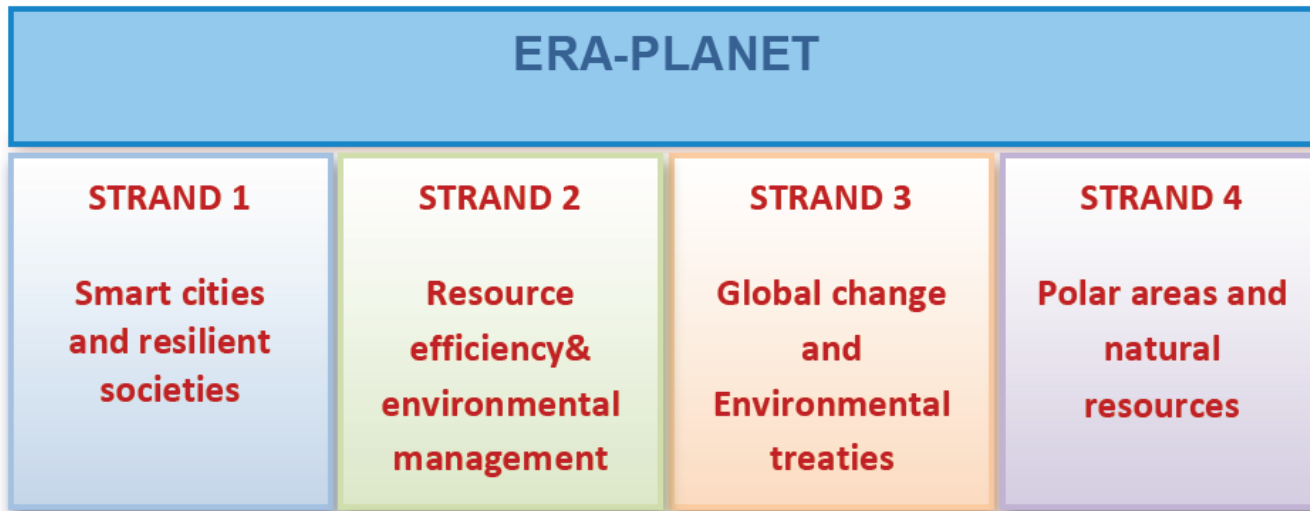 ERA-PLANET
STRAND 1
Smart cities
and resilient
societies
STRAND 2
Resource
efficiency&
environmental
management
STRAND 3
Global change
and
Environmental
treaties
STRAND 4
Polar areas and
natural
resources